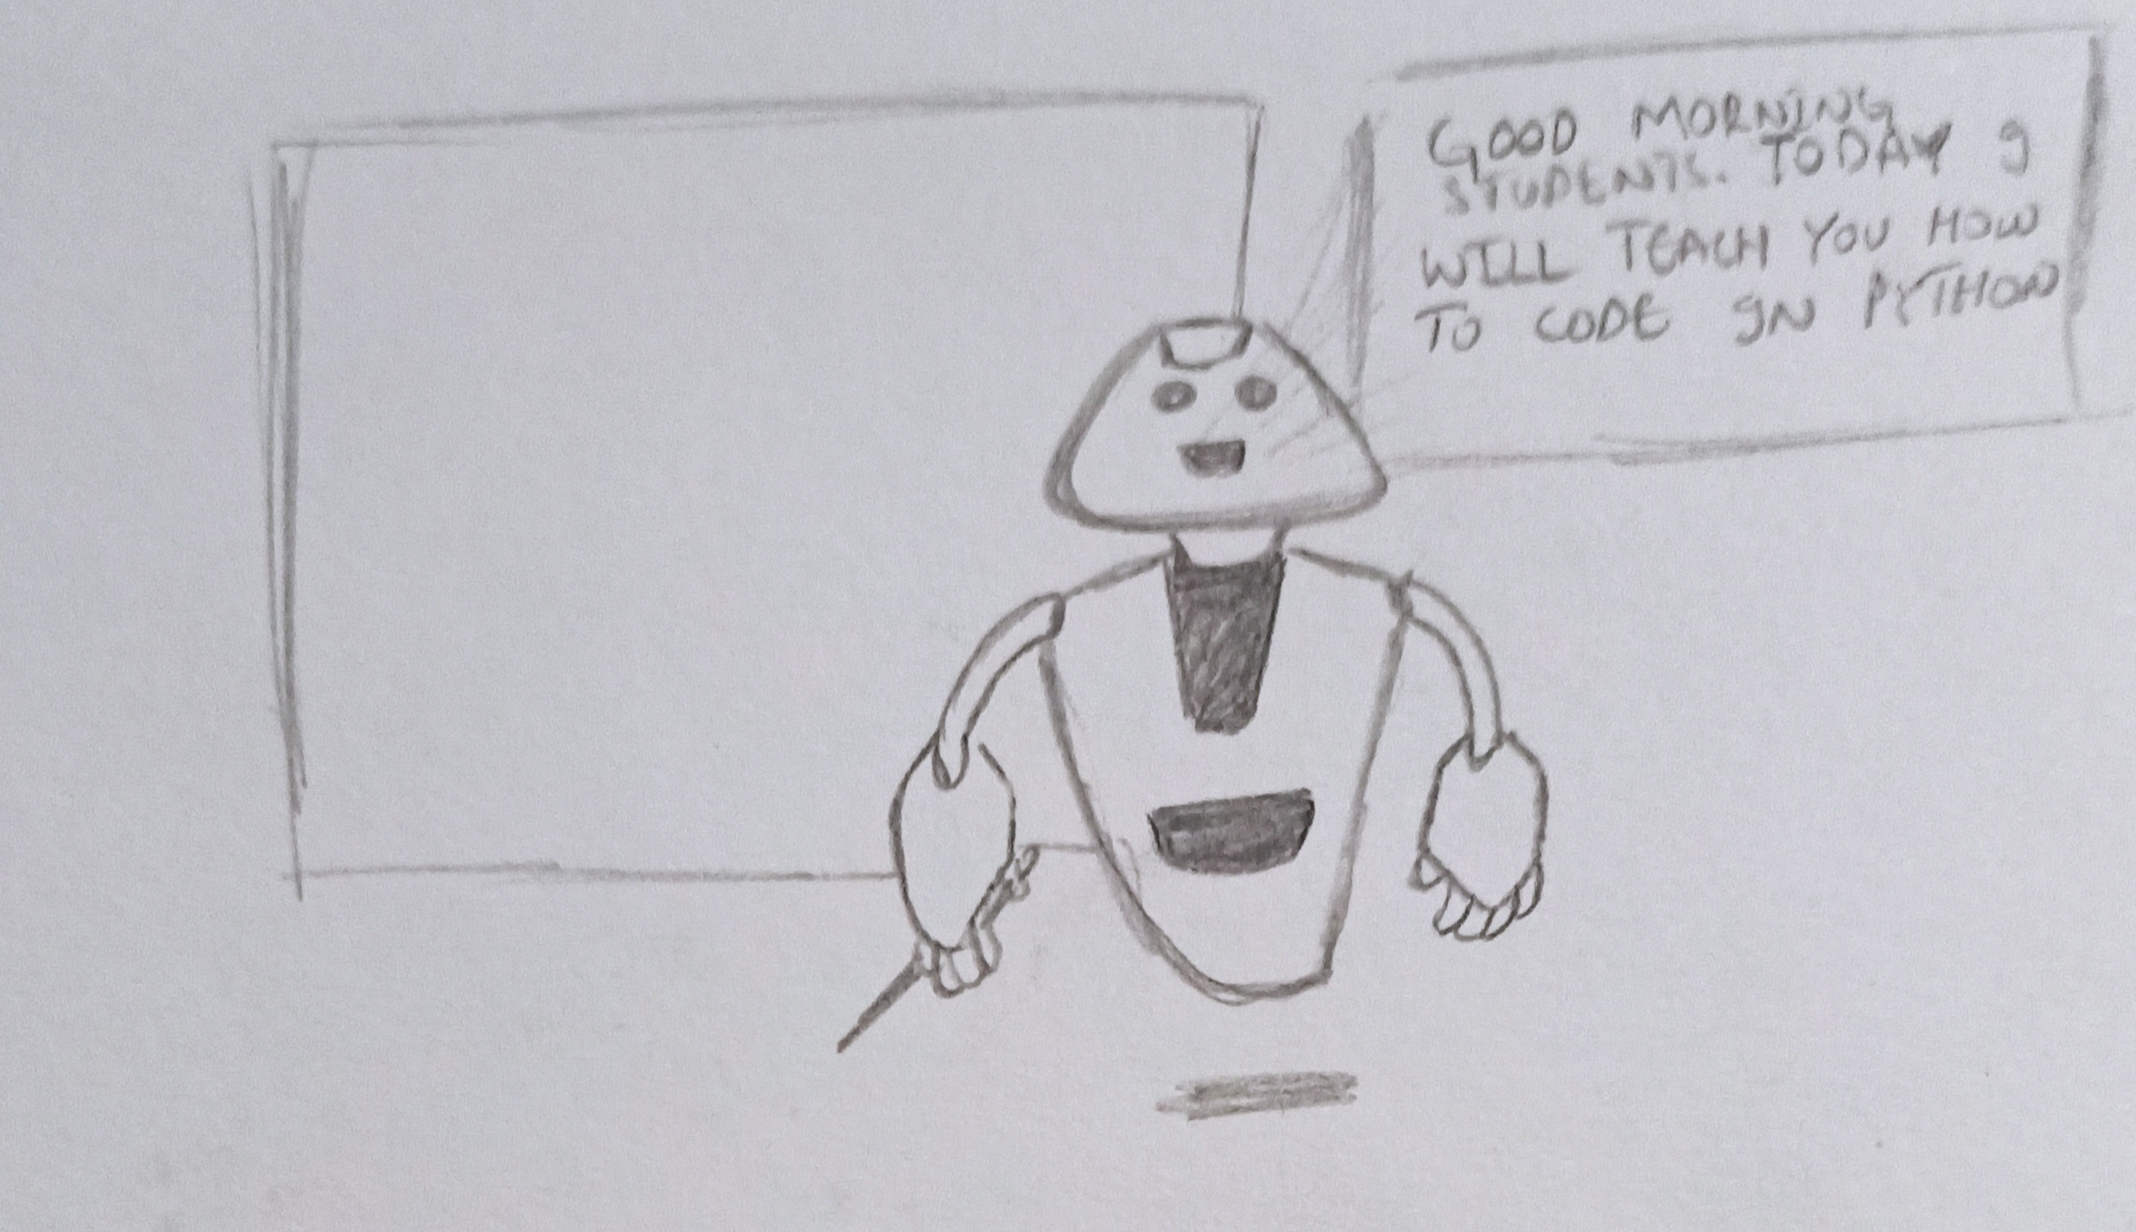 GOOD MORNING
STUDENTS. TODAY I
WILL TEACH YOU HOW
TO CODE IN PYTHON